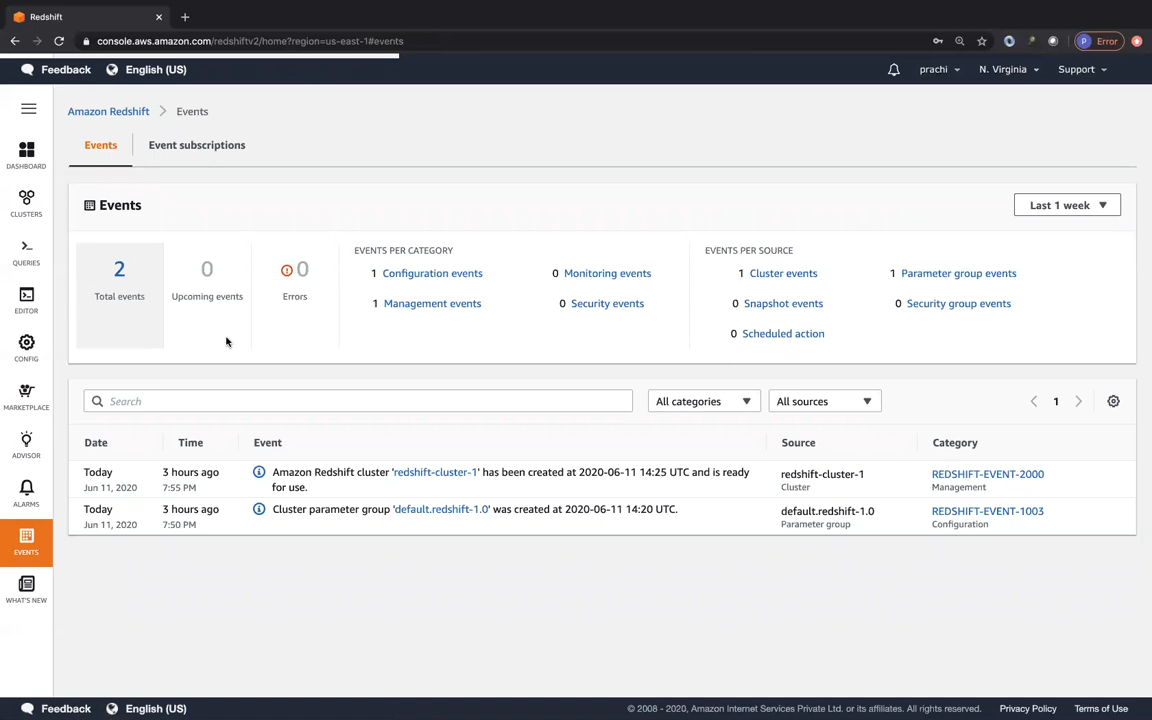 Redshift
console.aws.amazon.com/redshiftv2/home?region=us-east-1#events
P Error
Feedback English (US)
prachi N. Virginia Support
Amazon Redshift > Events
Events Event subscriptions
DASHBOARD
CLUSTERS
QUERIES
EDITOR
CONFIG
MARKETPLACE
ADVISOR
ALARMS
EVENTS
WHAT'S NEW
Events
Last 1 week
2
Total events
0
Upcoming events
0
Errors
EVENTS PER CATEGORY
1 Configuration events 0 Monitoring events
1 Management events 0 Security events
EVENTS PER SOURCE
1 Cluster events 1 Parameter group events
0 Snapshot events 0 Security group events
0 Scheduled action
Search All categories All sources 1
Date Time Event Source Category
Today 3 hours ago Amazon Redshift cluster 'redshift-cluster-1' has been created at 2020-06-11 14:25 UTC and is ready redshift-cluster-1 REDSHIFT-EVENT-2000
Jun 11, 2020 7:55 PM for use. Cluster Management
Today 3 hours ago Cluster parameter group 'default.redshift-1.0' was created at 2020-06-11 14:20 UTC. default.redshift-1.0 REDSHIFT-EVENT-1003
Jun 11, 2020 7:50 PM Parameter group Configuration
Feedback English (US) © 2008 - 2020, Amazon Internet Services Private Ltd. or its affiliates. All rights reserved. Privacy Policy Terms of Use